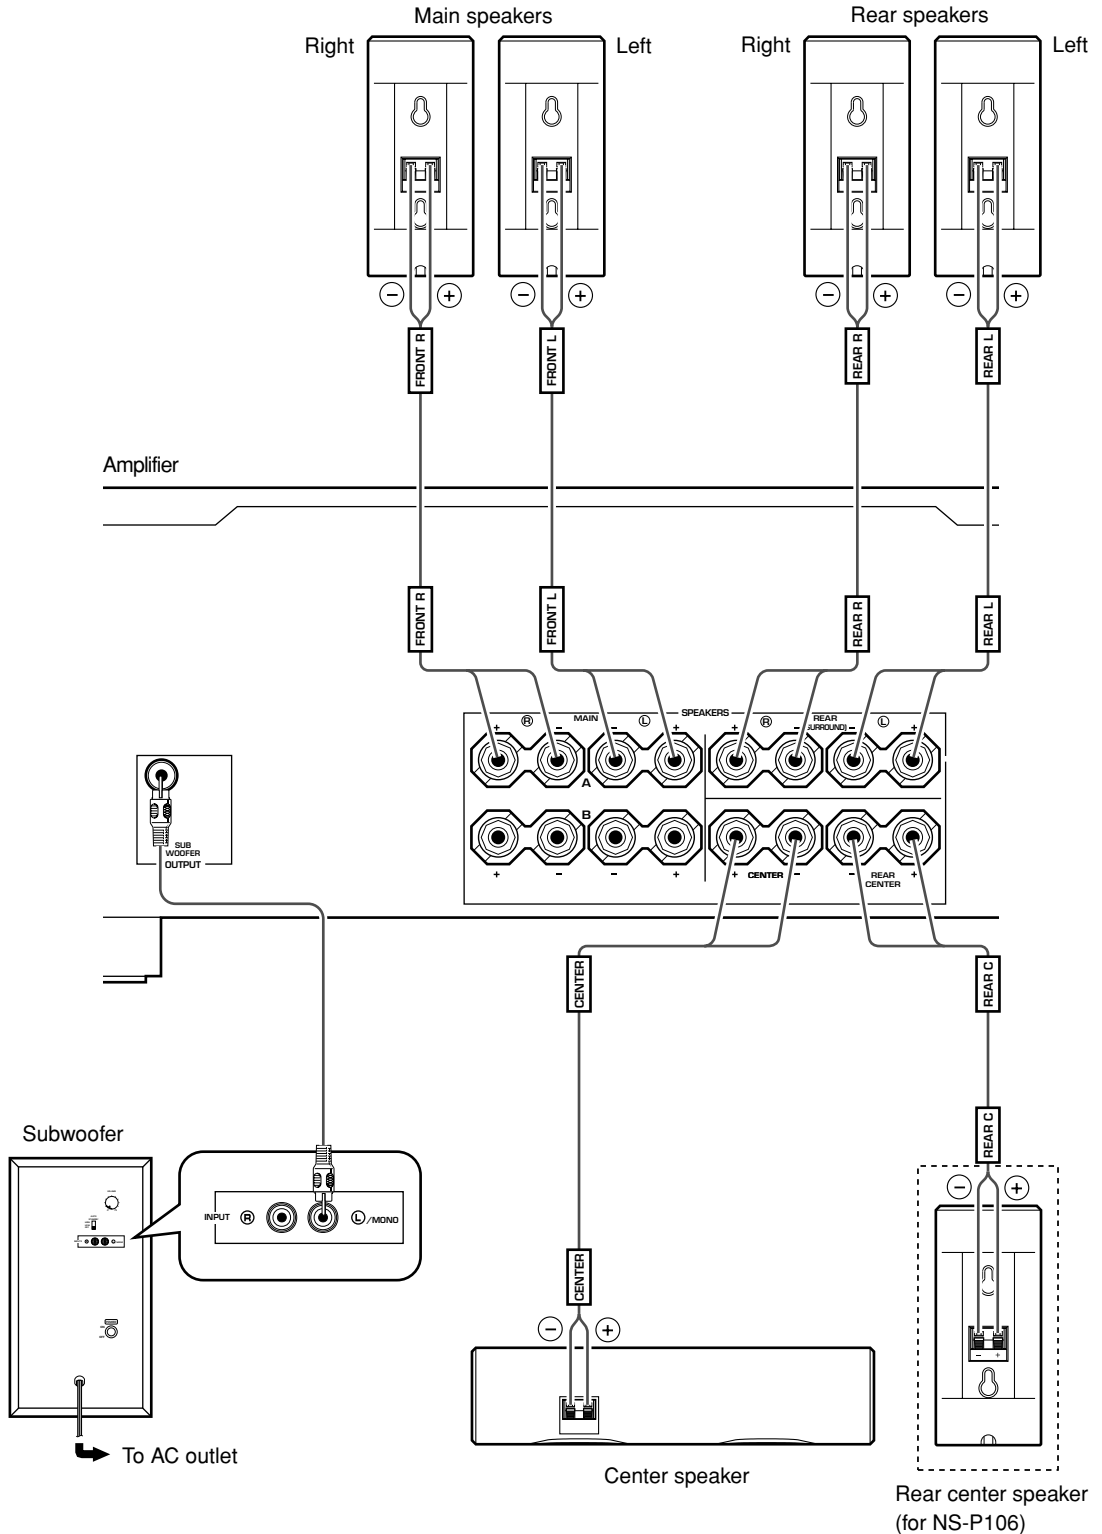 Main speakers
Rear speakers
Right
Left
Right
Left
− +
− +
− +
− +
FRONT R
FRONT L
REAR R
REAR L
Amplifier
FRONT R
FRONT L
REAR R
REAR L
SPEAKERS
+ R − MAIN − L +
+ R − REAR (SURROUND) − L +
A
B
SUB
WOOFER
OUTPUT
+ − − +
+ CENTER − − REAR CENTER +
CENTER
REAR C
REAR C
Subwoofer
INPUT R L/MONO
CENTER
− +
− +
− +
To AC outlet
Center speaker
Rear center speaker
(for NS-P106)